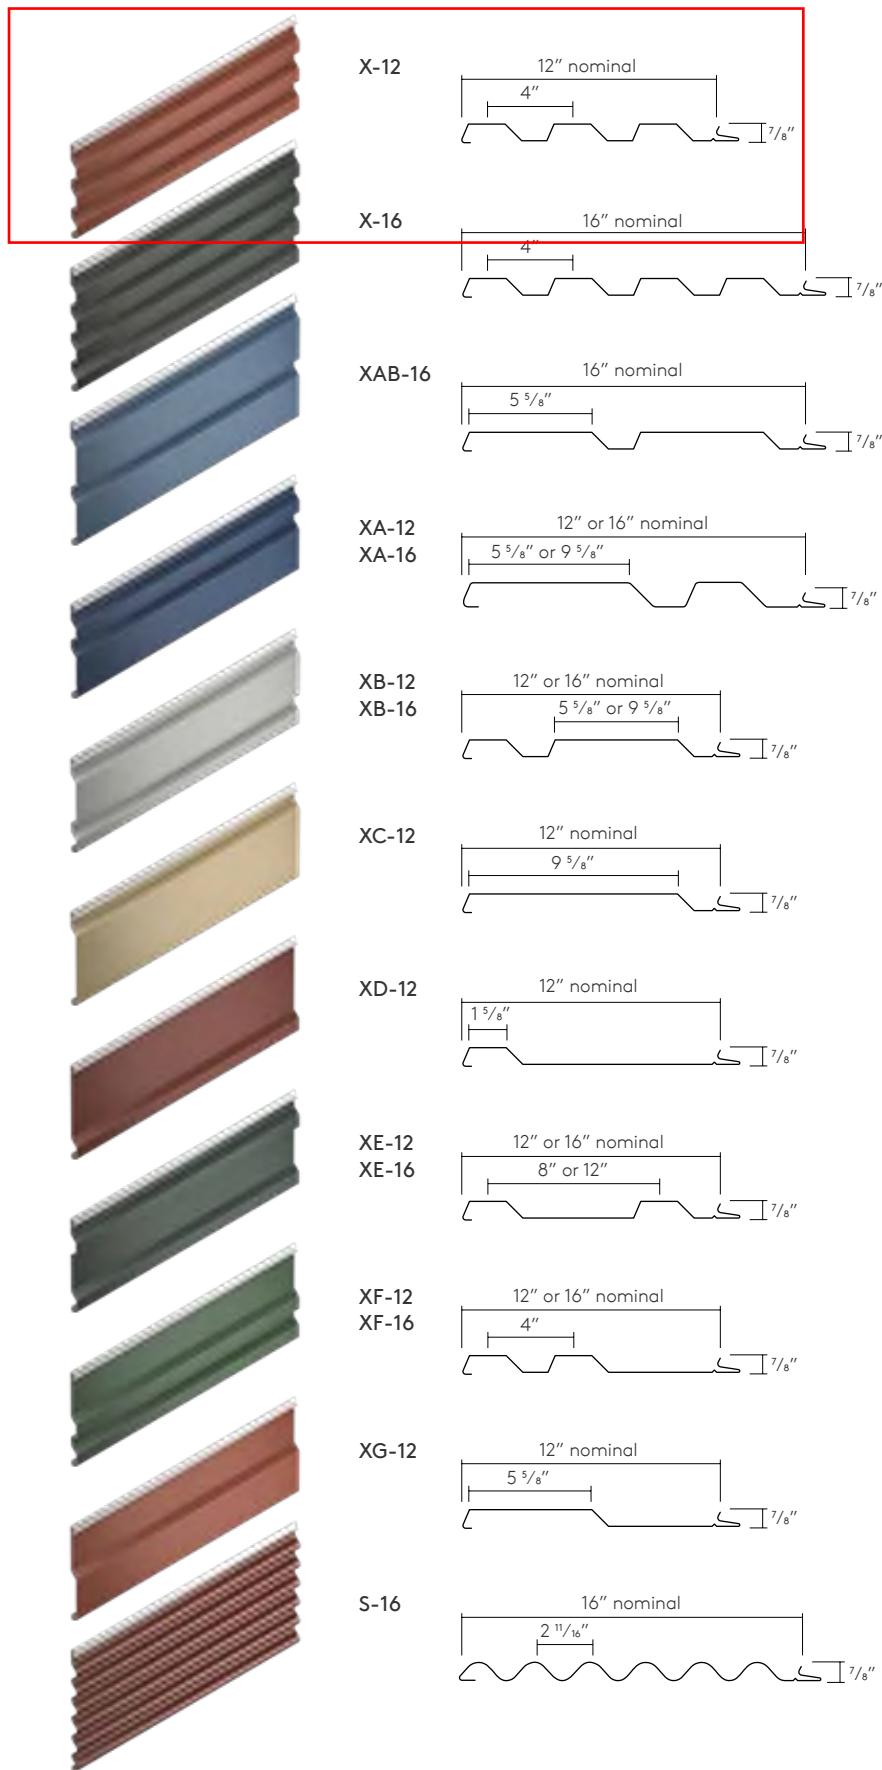 X-12
12" nominal
4"
7/8"
X-16
16" nominal
4"
7/8"
XAB-16
16" nominal
5 5/8"
7/8"
XA-12
XA-16
12" or 16" nominal
5 5/8" or 9 5/8"
7/8"
XB-12
XB-16
12" or 16" nominal
5 5/8" or 9 5/8"
7/8"
XC-12
12" nominal
9 5/8"
7/8"
XD-12
12" nominal
1 5/8"
7/8"
XE-12
XE-16
12" or 16" nominal
8" or 12"
7/8"
XF-12
XF-16
12" or 16" nominal
4"
7/8"
XG-12
12" nominal
5 5/8"
7/8"
S-16
16" nominal
2 11/16"
7/8"